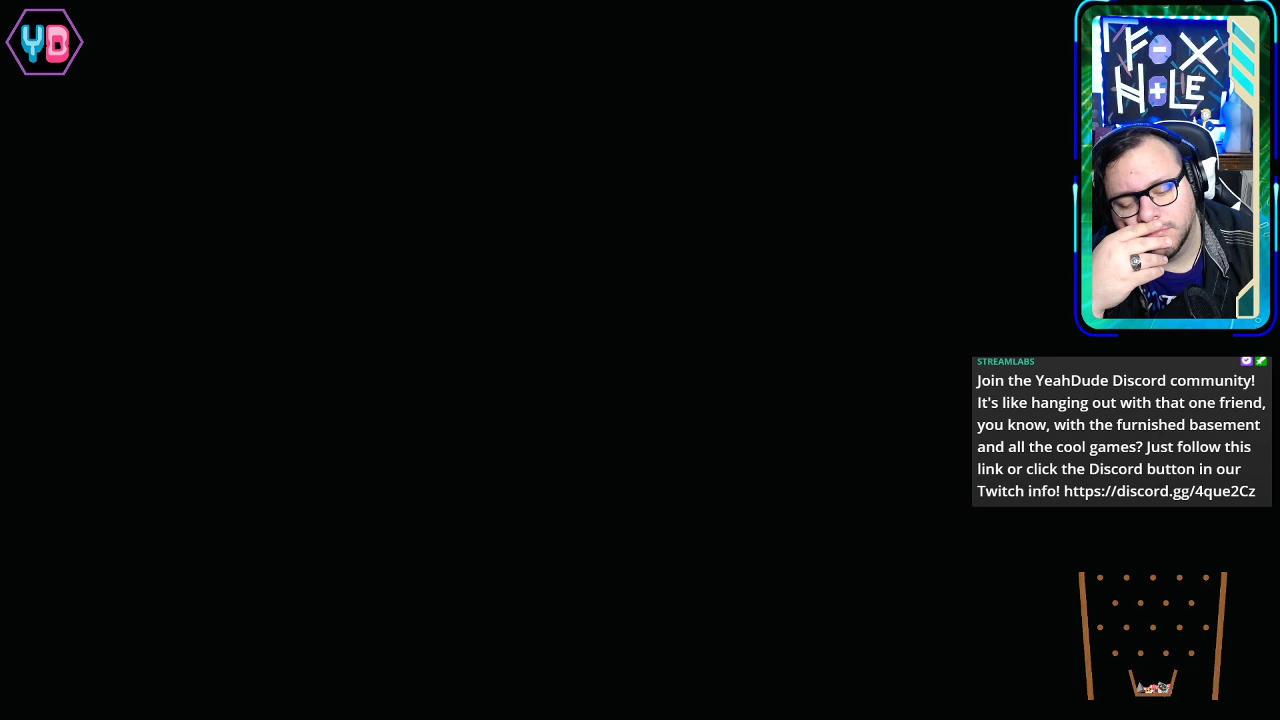 YD
F-X
H+LE
STREAMLABS
Join the YeahDude Discord community!
It's like hanging out with that one friend,
you know, with the furnished basement
and all the cool games? Just follow this
link or click the Discord button in our
Twitch info! https://discord.gg/4que2Cz